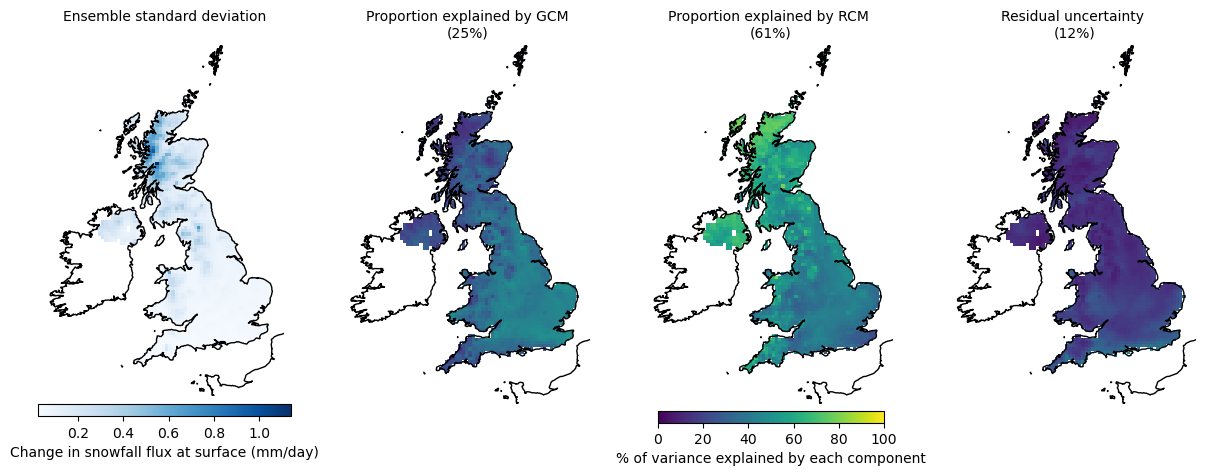 Ensemble standard deviation
Proportion explained by GCM
(25%)
Proportion explained by RCM
(61%)
Residual uncertainty
(12%)
0.2 0.4 0.6 0.8 1.0
Change in snowfall flux at surface (mm/day)
0 20 40 60 80 100
% of variance explained by each component